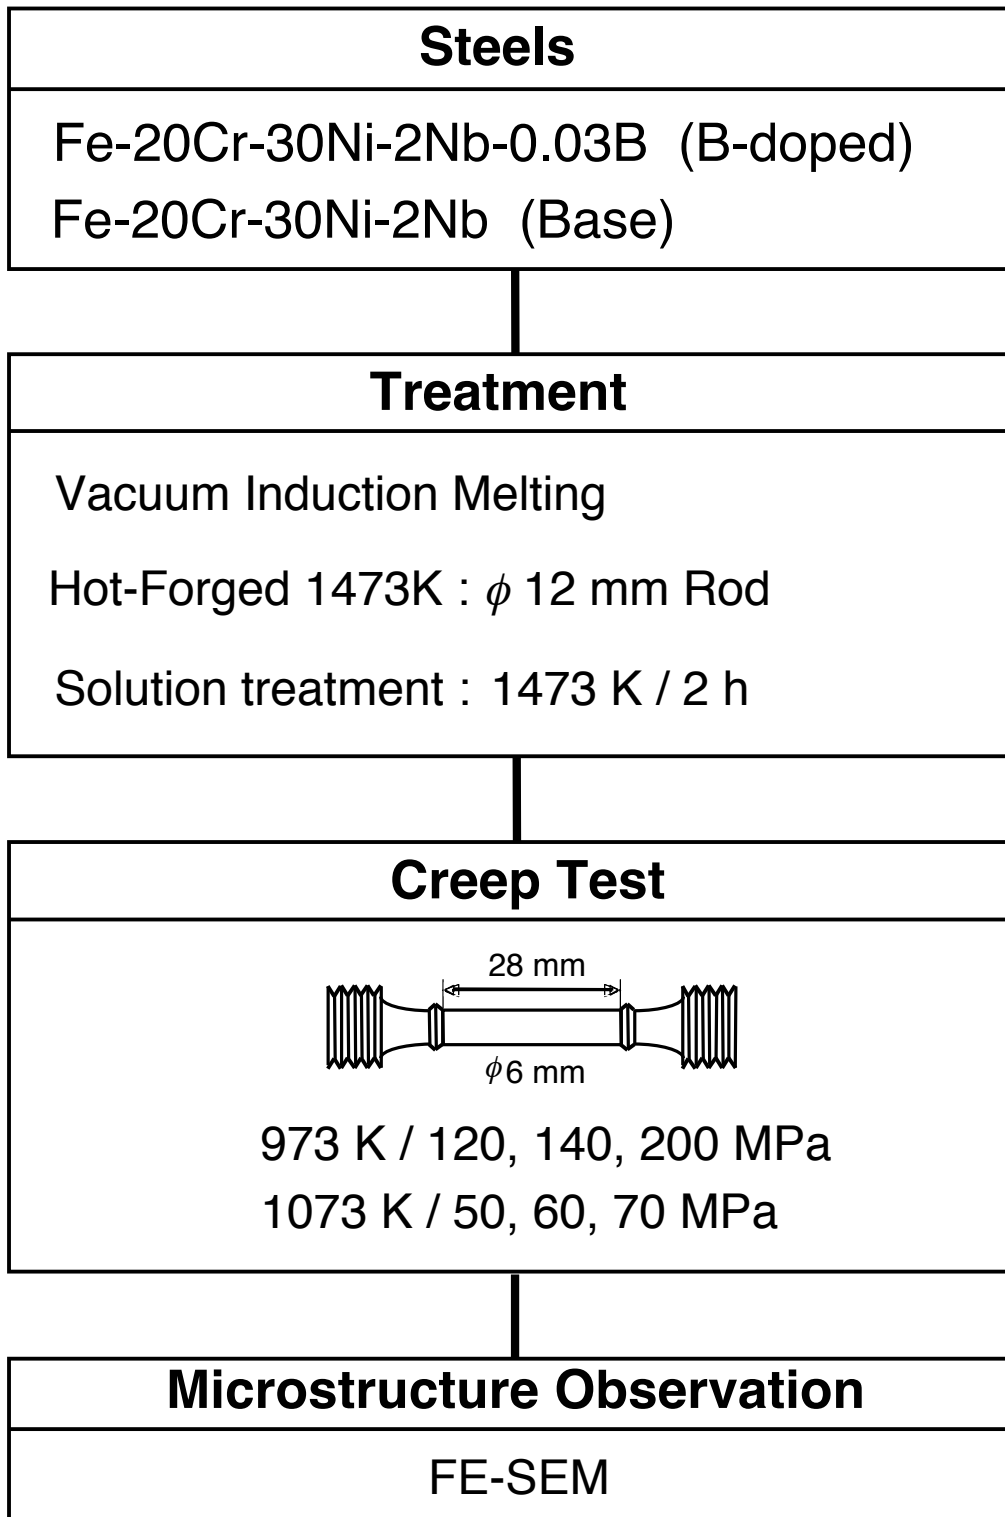 Steels
Fe-20Cr-30Ni-2Nb-0.03B (B-doped)
Fe-20Cr-30Ni-2Nb (Base)
Treatment
Vacuum Induction Melting
Hot-Forged 1473K : ϕ 12 mm Rod
Solution treatment : 1473 K / 2 h
Creep Test
28 mm
ϕ6 mm
973 K / 120, 140, 200 MPa
1073 K / 50, 60, 70 MPa
Microstructure Observation
FE-SEM